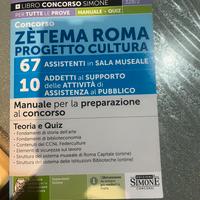 LIBRO CONCORSO SIMONE
PER TUTTE LE PROVE MANUALE + QUIZ
Concorso
ZÈTEMA ROMA
PROGETTO CULTURA
67 ASSISTENTI IN SALA MUSEALE
10 ADDETTI AL SUPPORTO
delle ATTIVITÀ DI
ASSISTENZA AL PUBBLICO
Manuale per la preparazione
al concorso
Teoria e Quiz
• Fondamenti di storia dell'arte
• Fondamenti di biblioteconomia
• Contenuti del CCNL Federculture
• Elementi di sicurezza sul lavoro
• Struttura del sistema museale di Roma Capitale (online)
• Struttura del sistema delle Istituzioni Biblioteche (online)
EDIZIONI
SIMONE